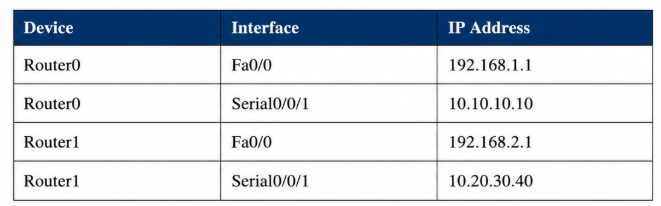 Device Interface IP Address
Router0 Fa0/0 192.168.1.1
Router0 Serial0/0/1 10.10.10.10
Router1 Fa0/0 192.168.2.1
Router1 Serial0/0/1 10.20.30.40